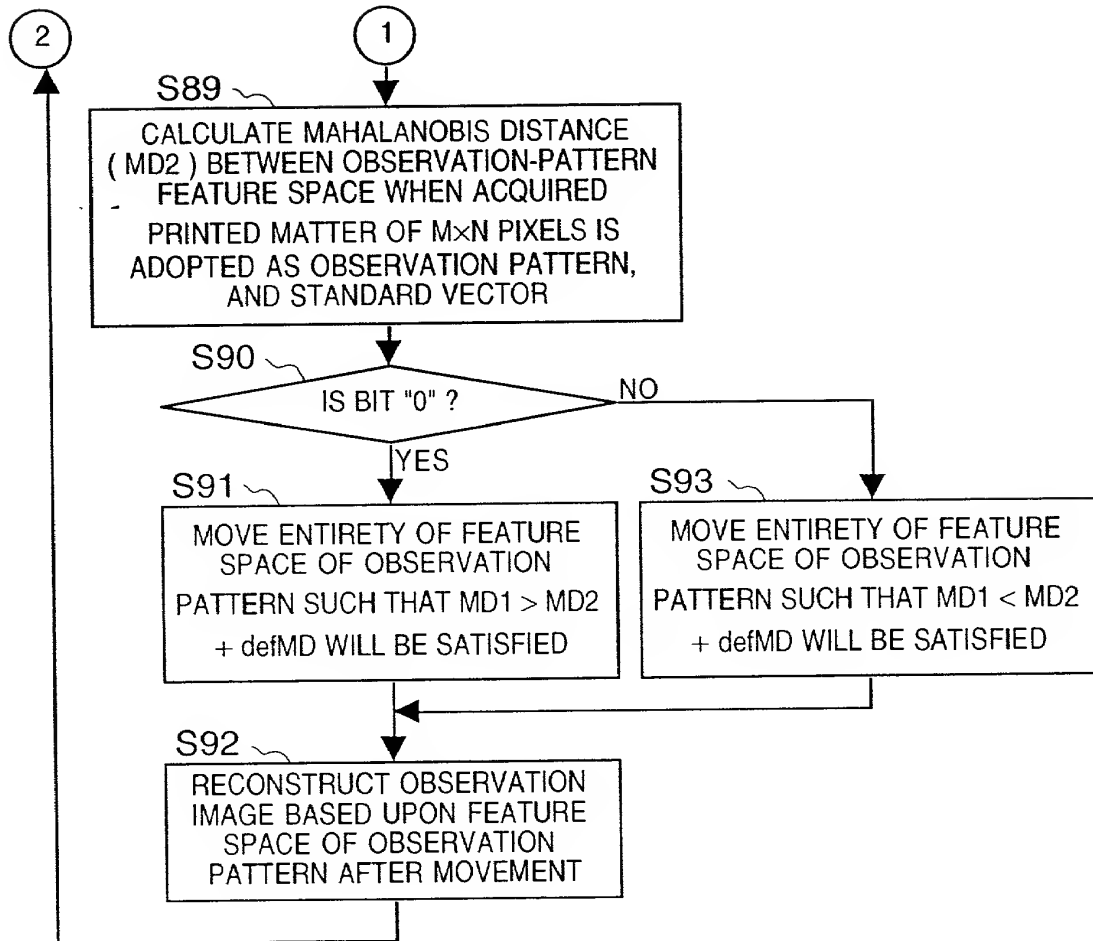 2
1
S89
CALCULATE MAHALANOBIS DISTANCE
( MD2 ) BETWEEN OBSERVATION-PATTERN
FEATURE SPACE WHEN ACQUIRED
PRINTED MATTER OF M×N PIXELS IS
ADOPTED AS OBSERVATION PATTERN,
AND STANDARD VECTOR
S90
IS BIT "0" ?
NO
YES
S91
MOVE ENTIRETY OF FEATURE
SPACE OF OBSERVATION
PATTERN SUCH THAT MD1 > MD2
+ defMD WILL BE SATISFIED
S93
MOVE ENTIRETY OF FEATURE
SPACE OF OBSERVATION
PATTERN SUCH THAT MD1 < MD2
+ defMD WILL BE SATISFIED
S92
RECONSTRUCT OBSERVATION
IMAGE BASED UPON FEATURE
SPACE OF OBSERVATION
PATTERN AFTER MOVEMENT